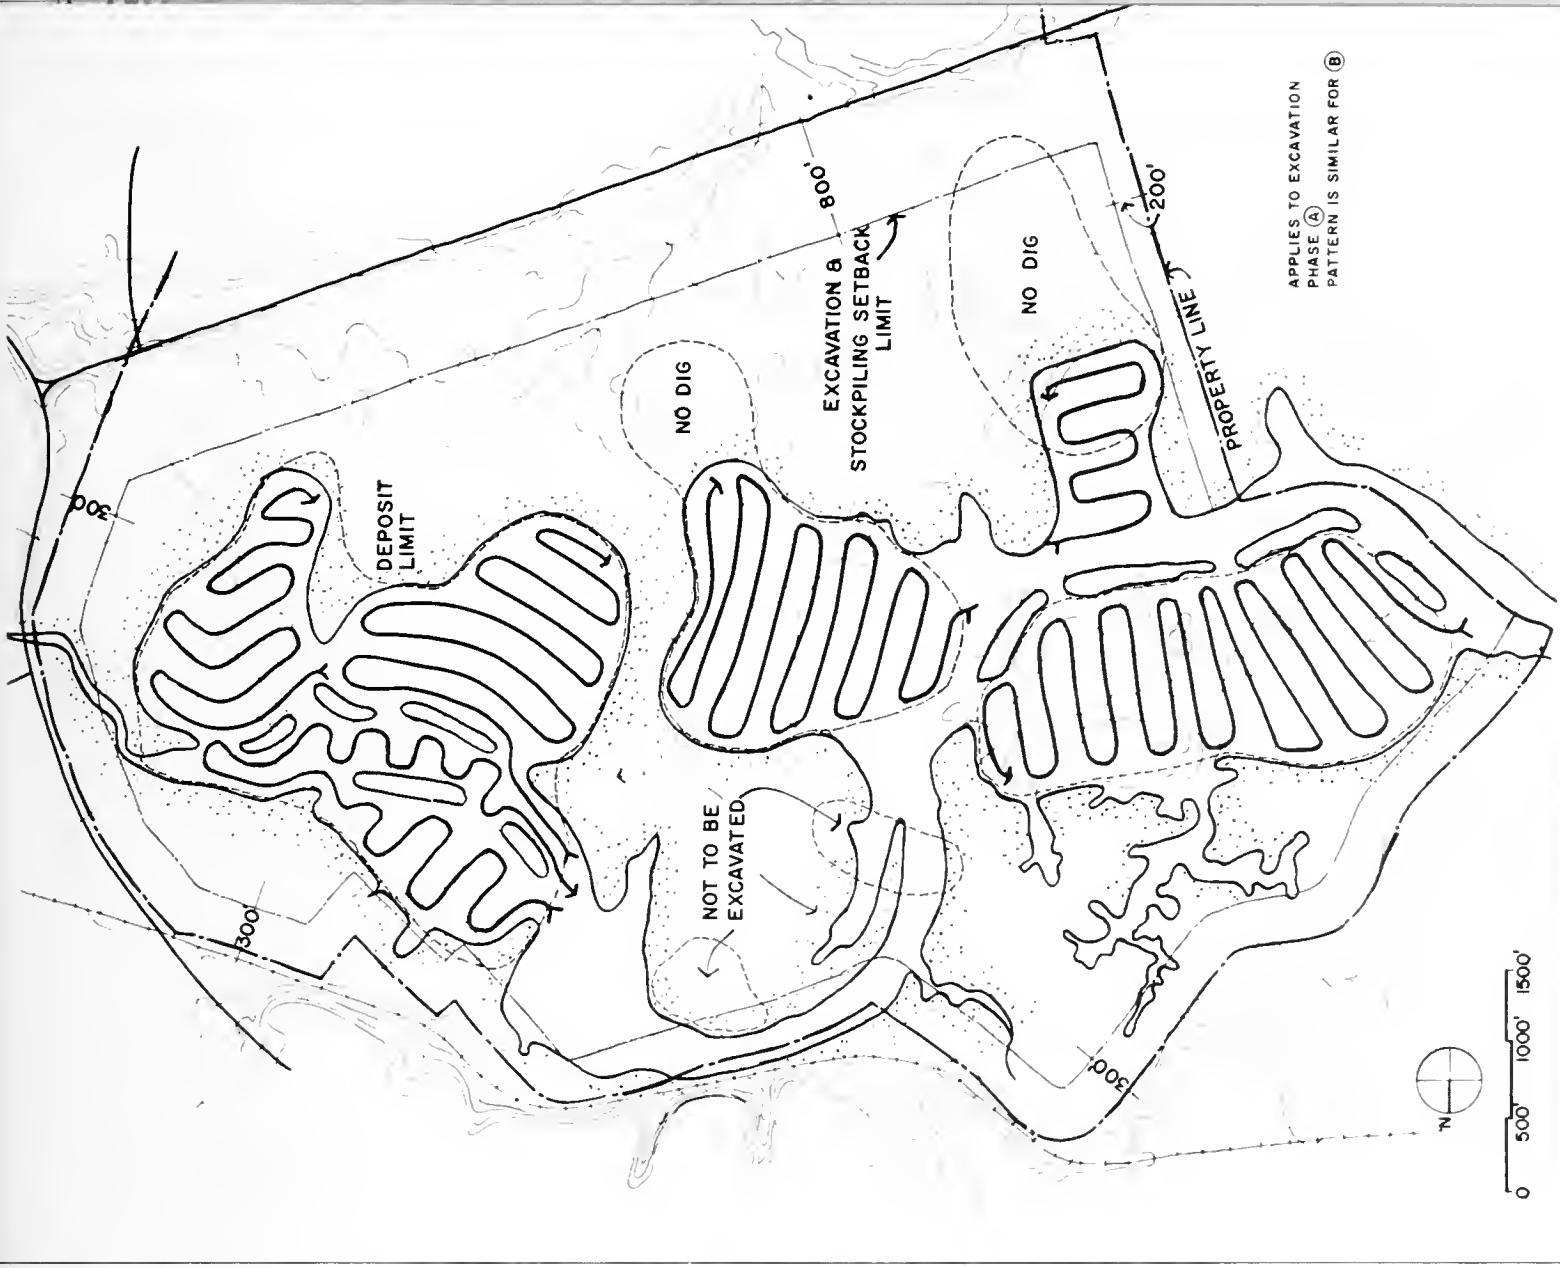 300'
DEPOSIT
LIMIT
NO DIG
800'
EXCAVATION &
STOCKPILING SETBACK
LIMIT
NO DIG
200'
PROPERTY LINE
APPLIES TO EXCAVATION
PHASE Ⓐ
PATTERN IS SIMILAR FOR Ⓑ
300'
NOT TO BE
EXCAVATED
300'
N
0 500' 1000' 1500'